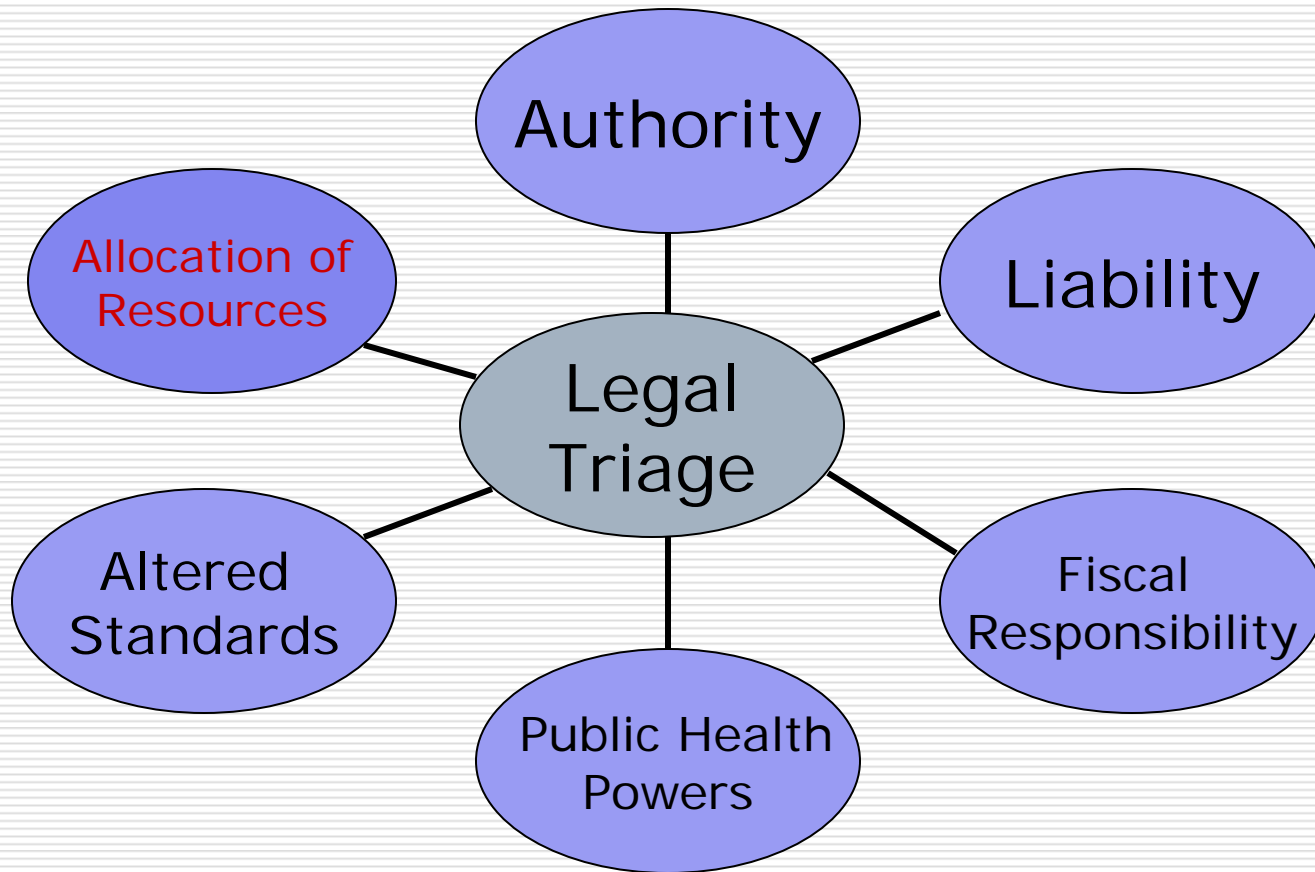 Authority
Allocation of
Resources
Liability
Legal
Triage
Altered
Standards
Fiscal
Responsibility
Public Health
Powers